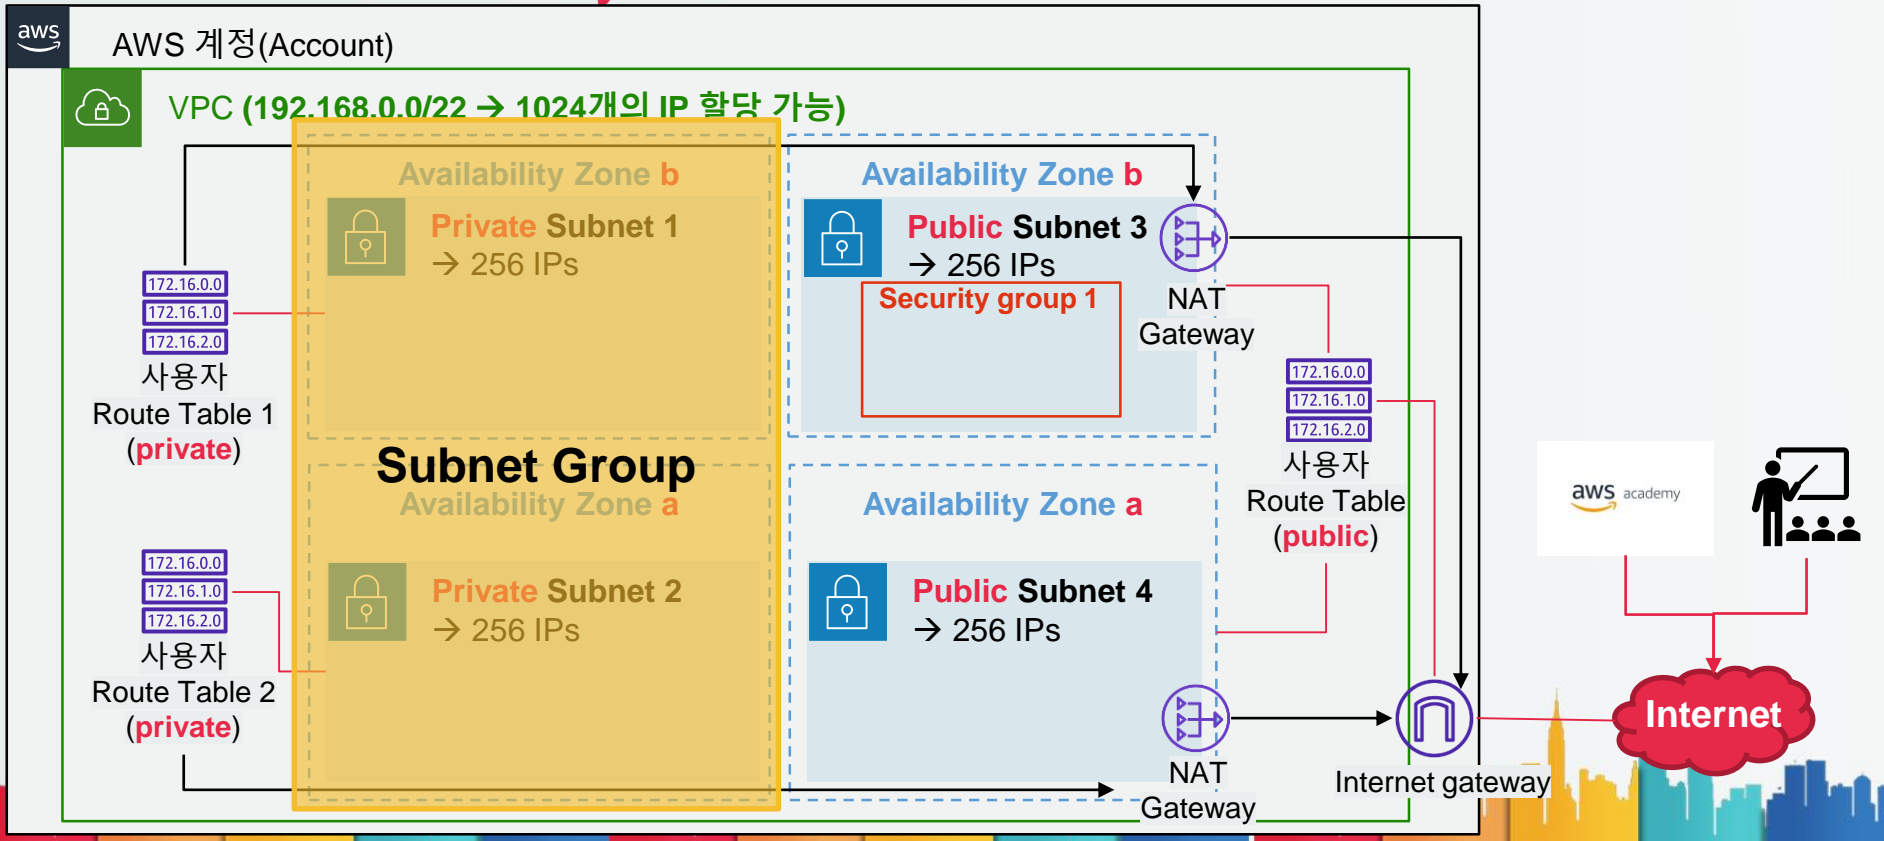 aws
AWS 계정(Account)
VPC (192.168.0.0/22 → 1024개의 IP 할당 가능)
Availability Zone b
Private Subnet 1
→ 256 IPs
Availability Zone b
Public Subnet 3
→ 256 IPs
Security group 1
NAT
Gateway
172.16.0.0
172.16.1.0
172.16.2.0
사용자
Route Table 1
(private)
172.16.0.0
172.16.1.0
172.16.2.0
사용자
Route Table
(public)
Subnet Group
Availability Zone a
Private Subnet 2
→ 256 IPs
Availability Zone a
Public Subnet 4
→ 256 IPs
172.16.0.0
172.16.1.0
172.16.2.0
사용자
Route Table 2
(private)
NAT
Gateway
Internet gateway
aws academy
Internet